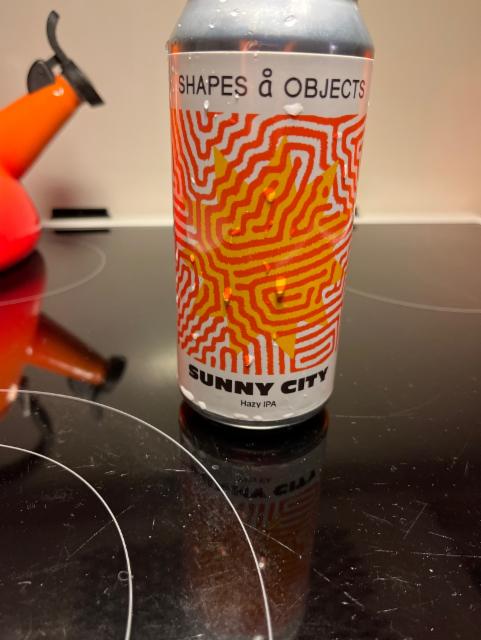 SHAPES å OBJECTS
SUNNY CITY
Hazy IPA